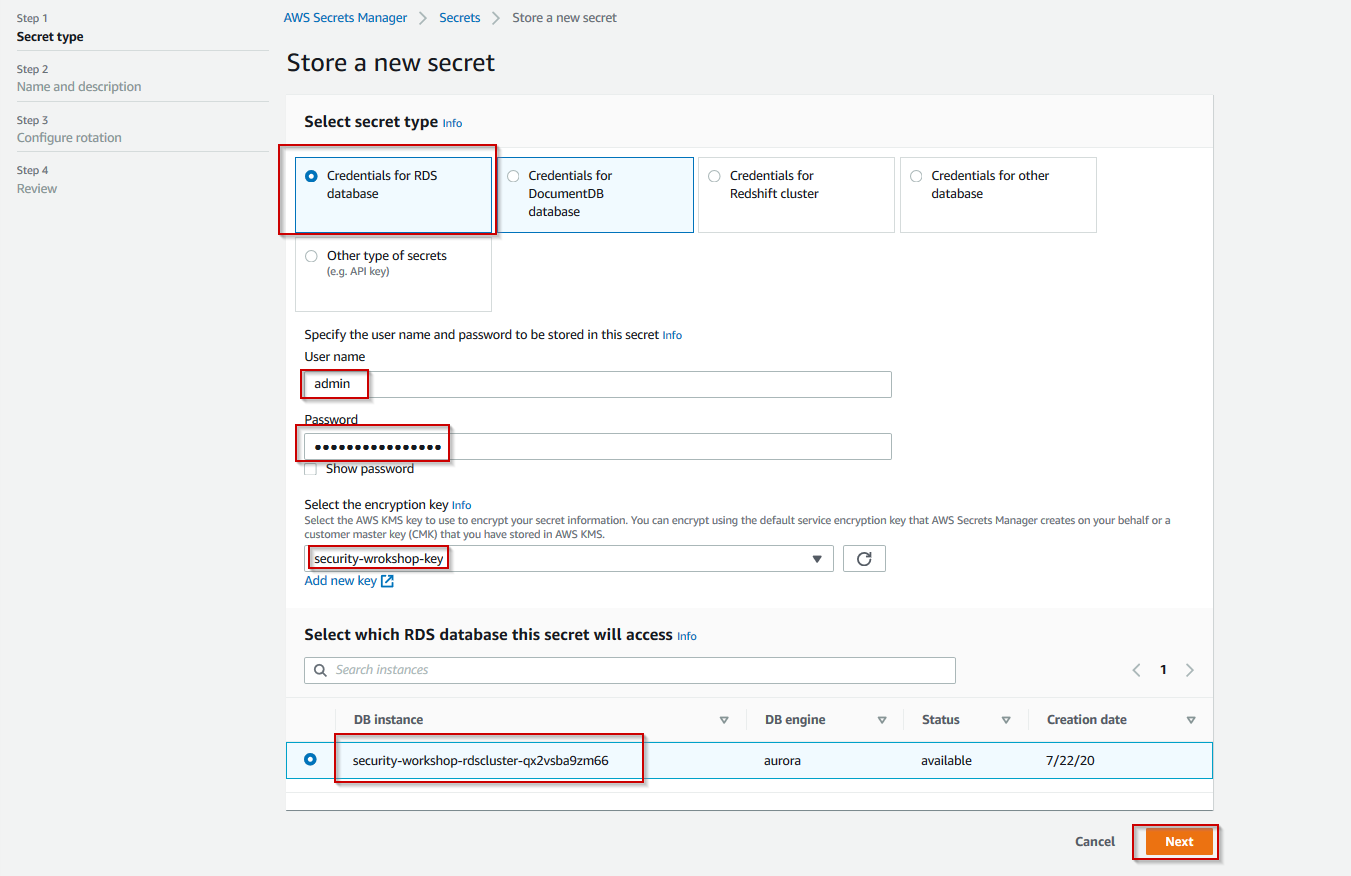 Step 1
Secret type
Step 2
Name and description
Step 3
Configure rotation
Step 4
Review
AWS Secrets Manager > Secrets > Store a new secret
Store a new secret
Select secret type Info
Credentials for RDS
database
Credentials for
DocumentDB
database
Credentials for
Redshift cluster
Credentials for other
database
Other type of secrets
(e.g. API key)
Specify the user name and password to be stored in this secret Info
User name
admin
Password
••••••••••••••••
Show password
Select the encryption key Info
Select the AWS KMS key to use to encrypt your secret information. You can encrypt using the default service encryption key that AWS Secrets Manager creates on your behalf or a
customer master key (CMK) that you have stored in AWS KMS.
security-wrokshop-key
Add new key
Select which RDS database this secret will access Info
Search instances
1
DB instance DB engine Status Creation date
security-workshop-rdscluster-qx2vsba9zm66 aurora available 7/22/20
Cancel Next